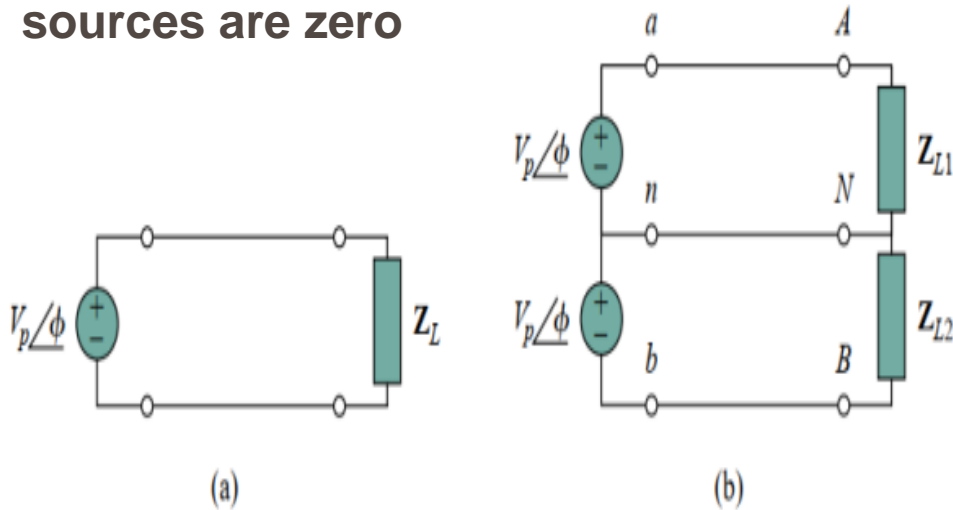 sources are zero
a A
Vp/ϕ + − ZL1
n N
Vp/ϕ + − ZL
Vp/ϕ + − ZL2
b B
(a) (b)